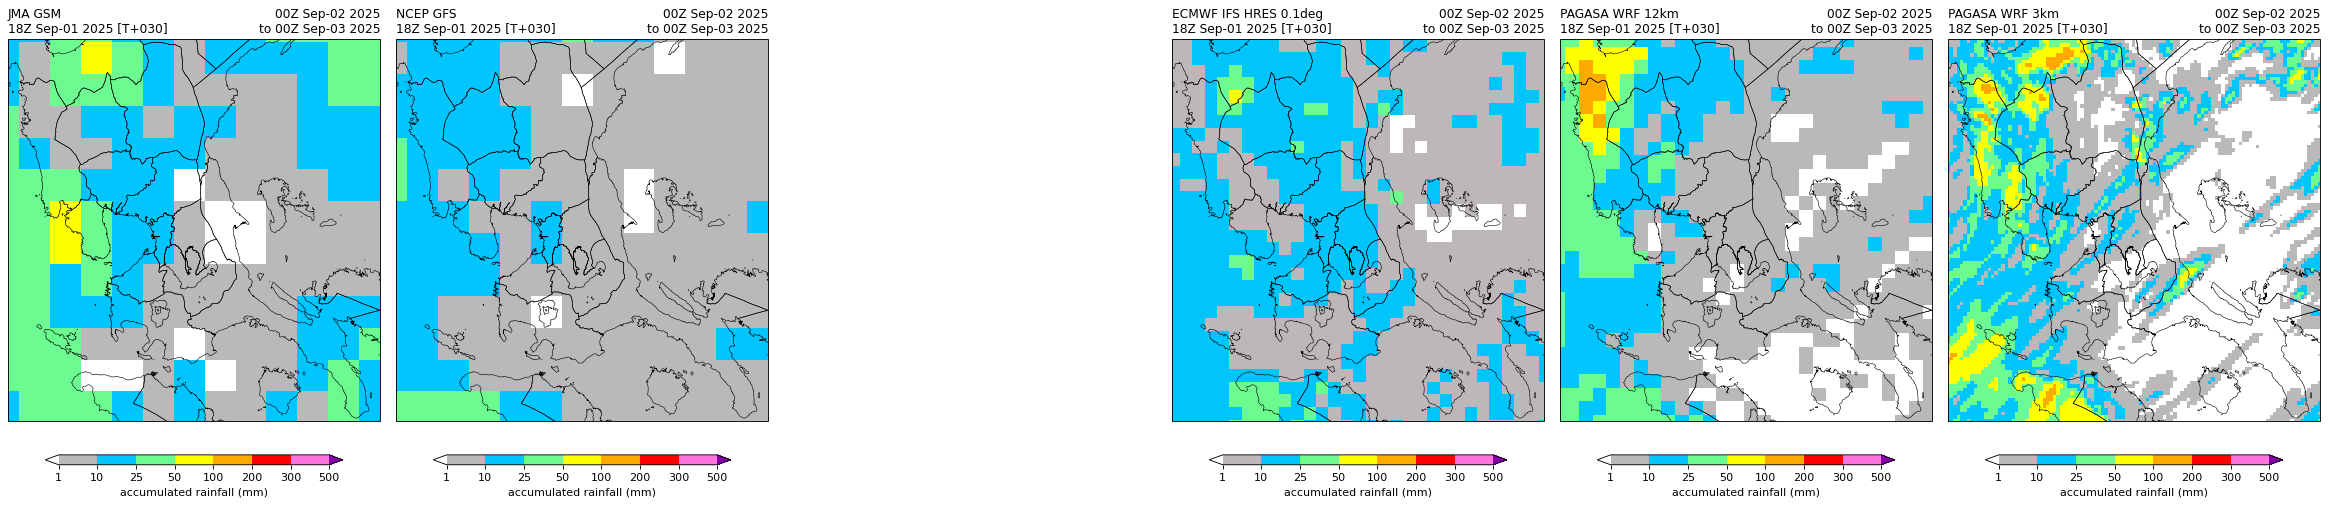 JMA GSM 00Z Sep-02 2025
18Z Sep-01 2025 [T+030] to 00Z Sep-03 2025
1 10 25 50 100 200 300 500
accumulated rainfall (mm)
NCEP GFS 00Z Sep-02 2025
18Z Sep-01 2025 [T+030] to 00Z Sep-03 2025
1 10 25 50 100 200 300 500
accumulated rainfall (mm)
ECMWF IFS HRES 0.1deg 00Z Sep-02 2025
18Z Sep-01 2025 [T+030] to 00Z Sep-03 2025
1 10 25 50 100 200 300 500
accumulated rainfall (mm)
PAGASA WRF 12km 00Z Sep-02 2025
18Z Sep-01 2025 [T+030] to 00Z Sep-03 2025
1 10 25 50 100 200 300 500
accumulated rainfall (mm)
PAGASA WRF 3km 00Z Sep-02 2025
18Z Sep-01 2025 [T+030] to 00Z Sep-03 2025
1 10 25 50 100 200 300 500
accumulated rainfall (mm)